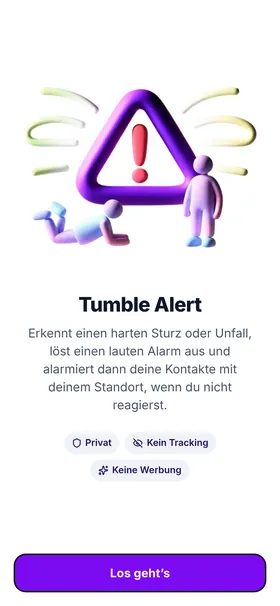 Tumble Alert
Erkennt einen harten Sturz oder Unfall,
löst einen lauten Alarm aus und
alarmiert dann deine Kontakte mit
deinem Standort, wenn du nicht
reagierst.
Privat
Kein Tracking
Keine Werbung
Los geht’s